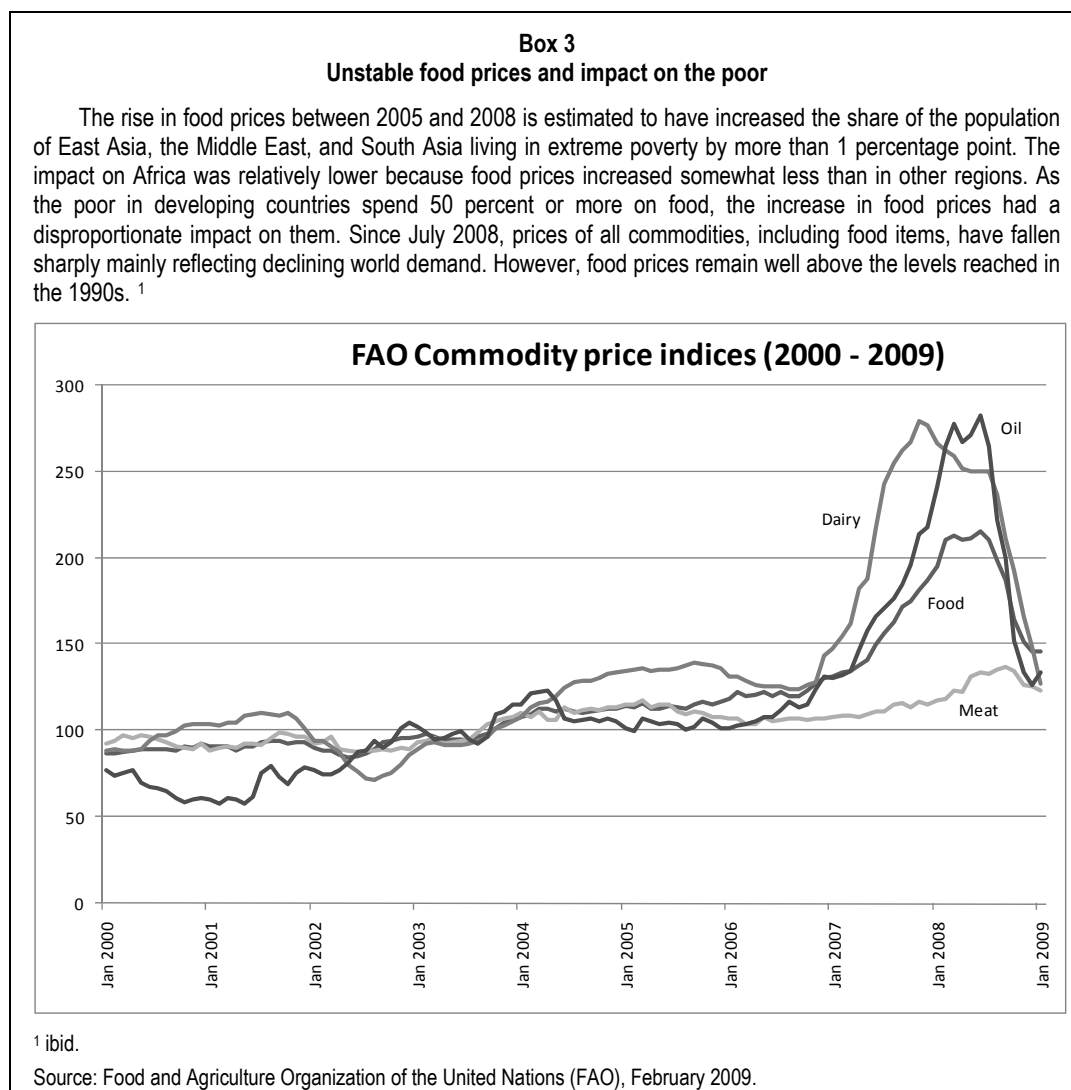 Box 3
Unstable food prices and impact on the poor
The rise in food prices between 2005 and 2008 is estimated to have increased the share of the population
of East Asia, the Middle East, and South Asia living in extreme poverty by more than 1 percentage point. The
impact on Africa was relatively lower because food prices increased somewhat less than in other regions. As
the poor in developing countries spend 50 percent or more on food, the increase in food prices had a
disproportionate impact on them. Since July 2008, prices of all commodities, including food items, have fallen
sharply mainly reflecting declining world demand. However, food prices remain well above the levels reached in
the 1990s. 1
FAO Commodity price indices (2000 - 2009)
300
250
200
150
100
50
0
Oil
Dairy
Food
Meat
Jan 2000
Jan 2001
Jan 2002
Jan 2003
Jan 2004
Jan 2005
Jan 2006
Jan 2007
Jan 2008
Jan 2009
1 ibid.
Source: Food and Agriculture Organization of the United Nations (FAO), February 2009.